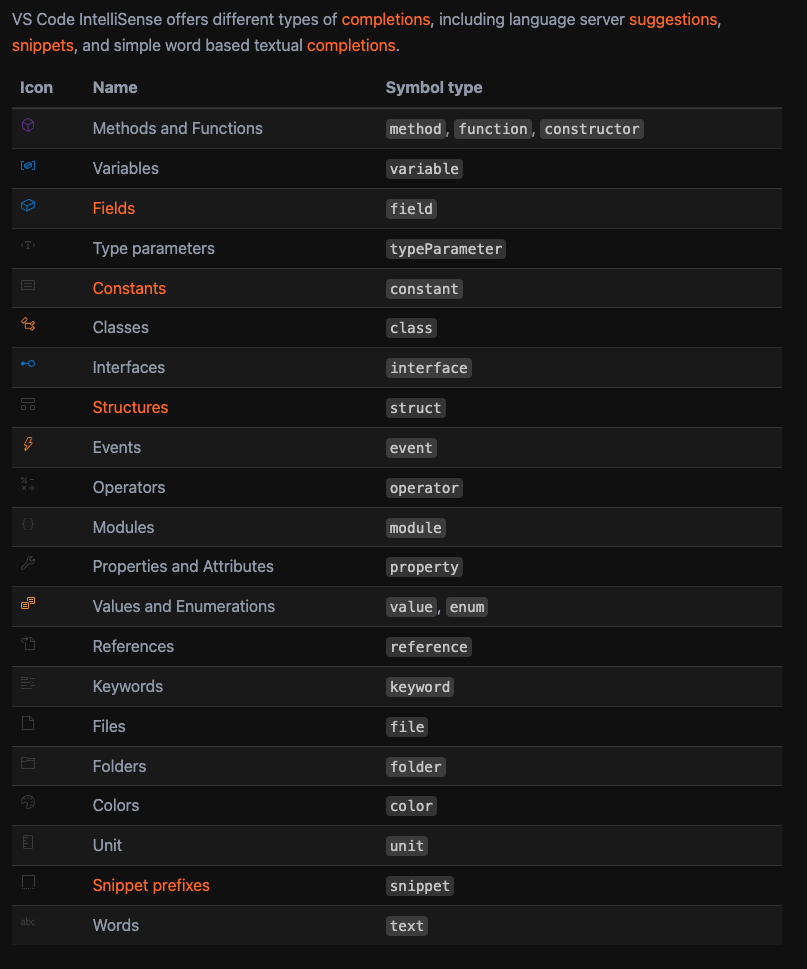 VS Code IntelliSense offers different types of completions, including language server suggestions,
snippets, and simple word based textual completions.
Icon Name Symbol type
Methods and Functions method, function, constructor
Variables variable
Fields field
Type parameters typeParameter
Constants constant
Classes class
Interfaces interface
Structures struct
Events event
Operators operator
Modules module
Properties and Attributes property
Values and Enumerations value, enum
References reference
Keywords keyword
Files file
Folders folder
Colors color
Unit unit
Snippet prefixes snippet
abc Words text